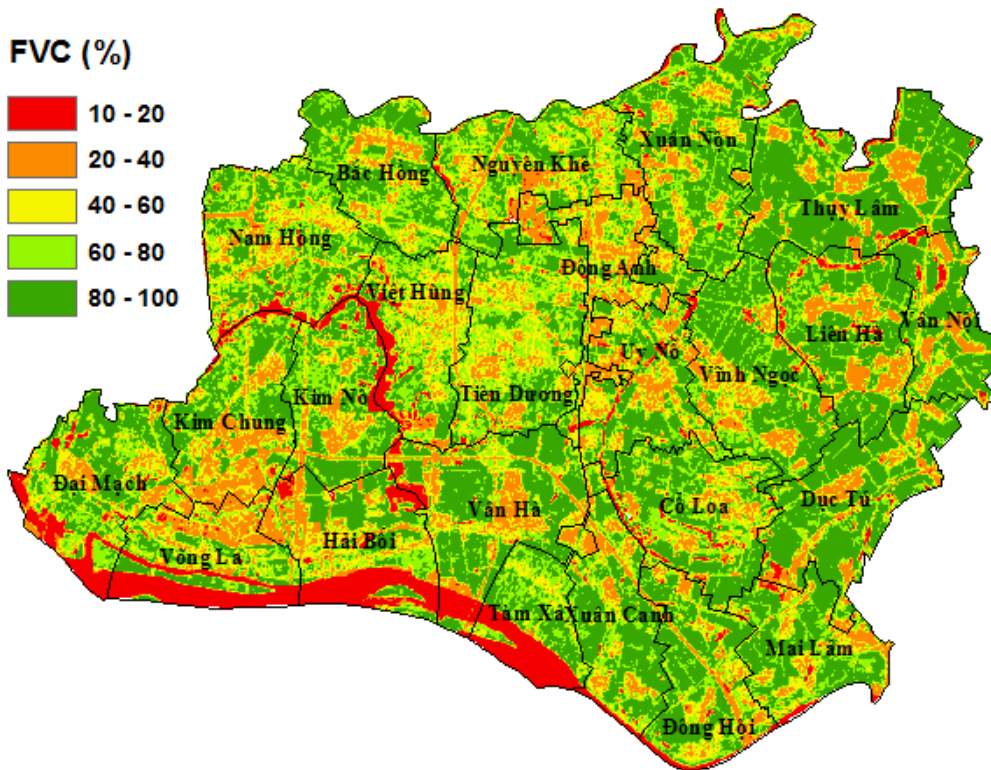 FVC (%)
10 - 20
20 - 40
40 - 60
60 - 80
80 - 100
Xuân Nôn
Nguyên Khê
Bắc Hồng
Thụy Lâm
Nam Hồng
Đông Anh
Việt Hùng
Vân Nội
Liên Hà
Uy Nỗ
Vĩnh Ngọc
Kim Nỗ
Tiên Dương
Kim Chung
Đại Mạch
Dục Tú
Vân Hà
Cổ Loa
Hải Bối
Võng La
Tàm Xá
Xuân Canh
Mai Lâm
Đông Hội